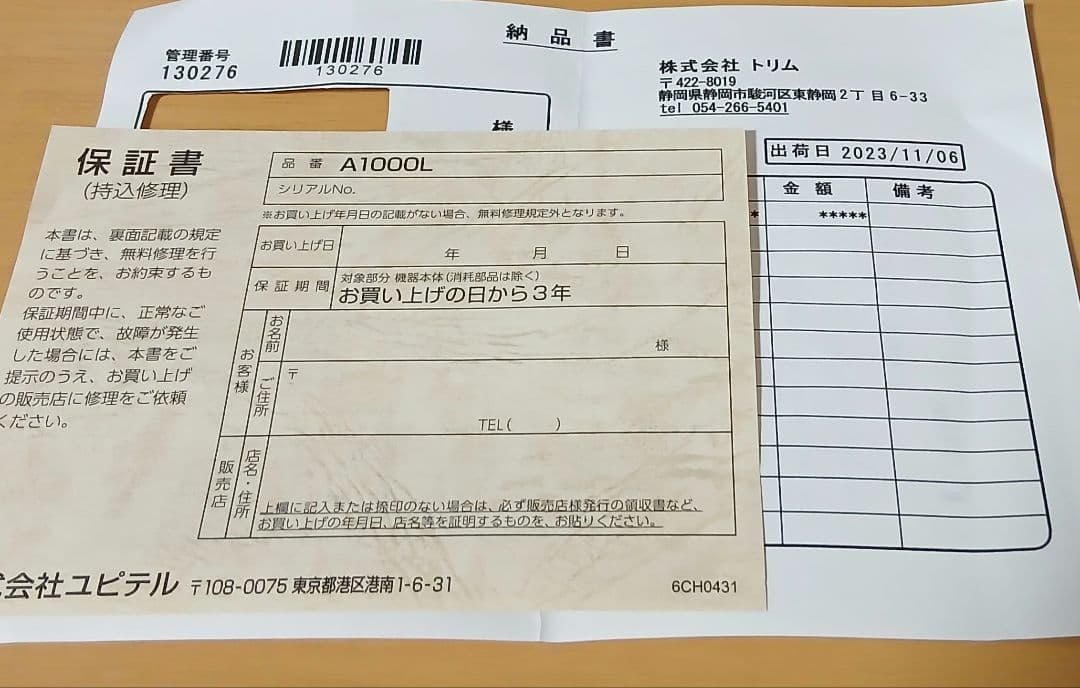 納品書
管理番号
130276
130276
様
株式会社 トリム
〒422-8019
静岡県静岡市駿河区東静岡2丁目6-33
tel 054-266-5401
出荷日 2023/11/06
金額 備考
* *****
保証書
(持込修理)
本書は、裏面記載の規定
に基づき、無料修理を行
うことを、お約束するも
のです。
保証期間中に、正常なご
使用状態で、故障が発生
した場合には、本書をご
提示のうえ、お買い上げ
の販売店に修理をご依頼
ください。
品番 A1000L
シリアルNo.
※お買い上げ年月日の記載がない場合、無料修理規定外となります。
お買い上げ日 年 月 日
保証期間 対象部分 機器本体(消耗部品は除く)
お買い上げの日から3年
お客様
お名前 様
ご住所 〒
TEL( )
販売店
店名・住所
上欄に記入または捺印のない場合は、必ず販売店様発行の領収書など、
お買い上げの年月日、店名等を証明するものを、お貼りください。
式会社ユピテル 〒108-0075 東京都港区港南1-6-31
6CH0431